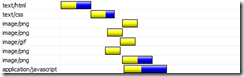 text/html
text/css
image/png
image/png
image/gif
image/png
image/png
application/javascript